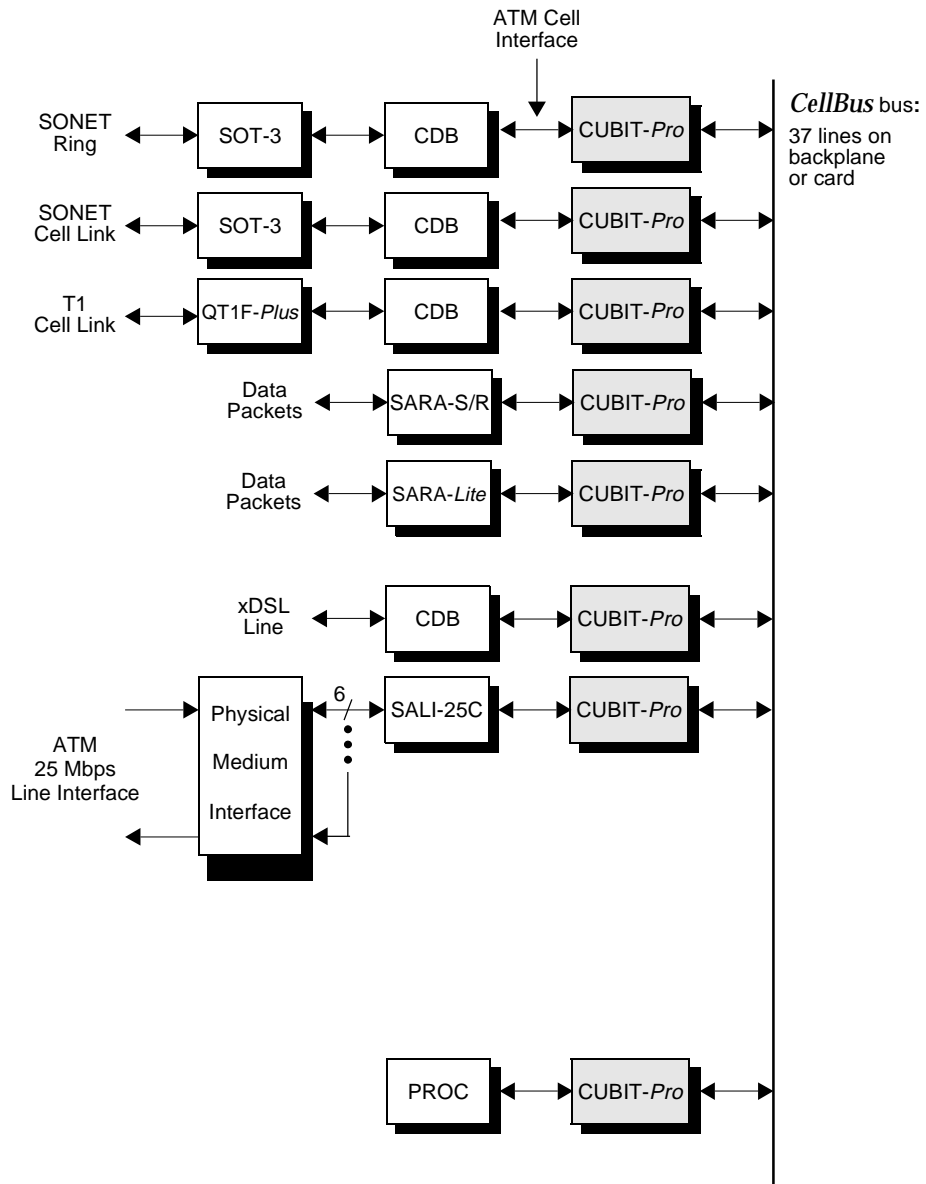 ATM Cell
Interface
CellBus bus:
37 lines on
backplane
or card
SONET
Ring
SOT-3
CDB
CUBIT-Pro
SONET
Cell Link
SOT-3
CDB
CUBIT-Pro
T1
Cell Link
QT1F-Plus
CDB
CUBIT-Pro
Data
Packets
SARA-S/R
CUBIT-Pro
Data
Packets
SARA-Lite
CUBIT-Pro
xDSL
Line
CDB
CUBIT-Pro
ATM
25 Mbps
Line Interface
Physical
Medium
Interface
6
SALI-25C
CUBIT-Pro
PROC
CUBIT-Pro